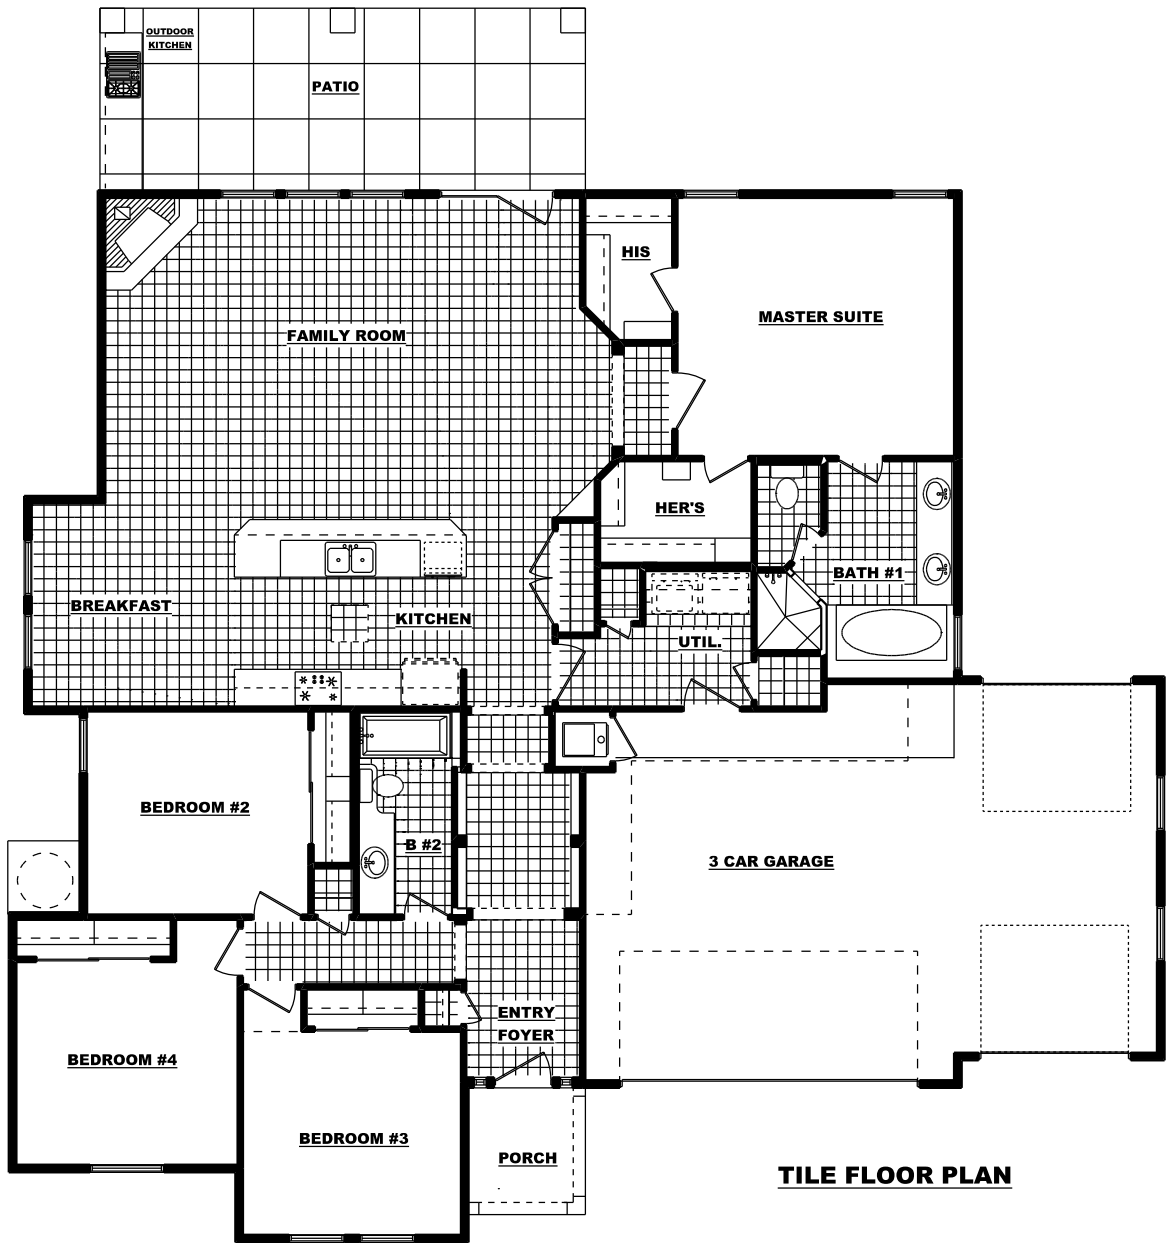 OUTDOOR
KITCHEN
PATIO
HIS
MASTER SUITE
FAMILY ROOM
HER'S
BATH #1
BREAKFAST
KITCHEN
UTIL.
BEDROOM #2
B #2
3 CAR GARAGE
ENTRY
FOYER
BEDROOM #4
BEDROOM #3
PORCH
TILE FLOOR PLAN